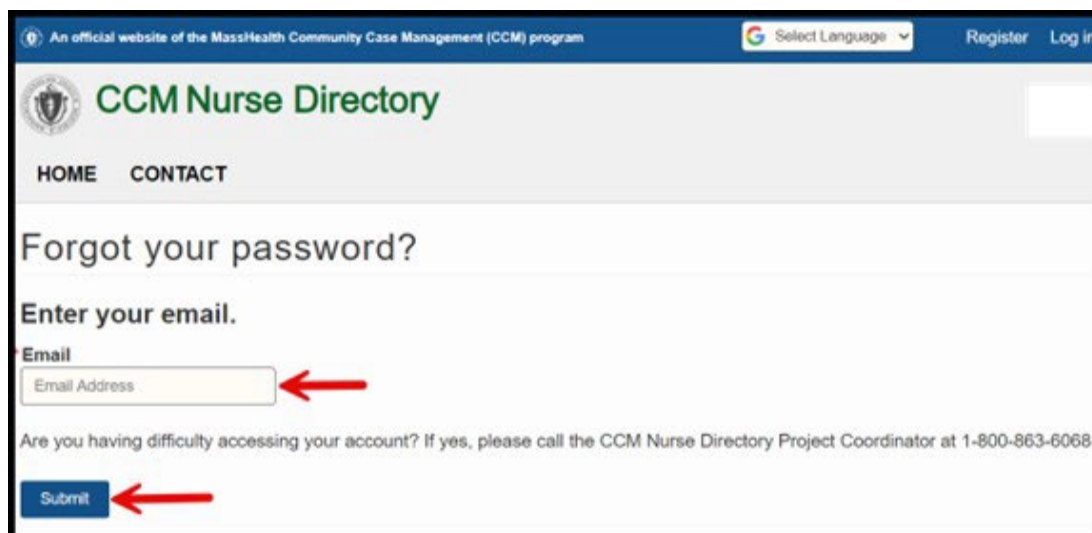 An official website of the MassHealth Community Case Management (CCM) program
Select Language
Register Log in
CCM Nurse Directory
HOME CONTACT
Forgot your password?
Enter your email.
* Email
Email Address
Are you having difficulty accessing your account? If yes, please call the CCM Nurse Directory Project Coordinator at 1-800-863-6068
Submit